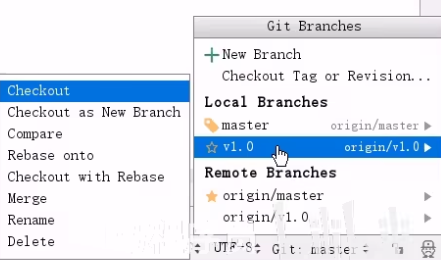 Git Branches
New Branch
Checkout Tag or Revision...
Local Branches
master origin/master
v1.0 origin/v1.0
Remote Branches
origin/master
origin/v1.0
Checkout
Checkout as New Branch
Compare
Rebase onto
Checkout with Rebase
Merge
Rename
Delete
UTF-8 Git: master